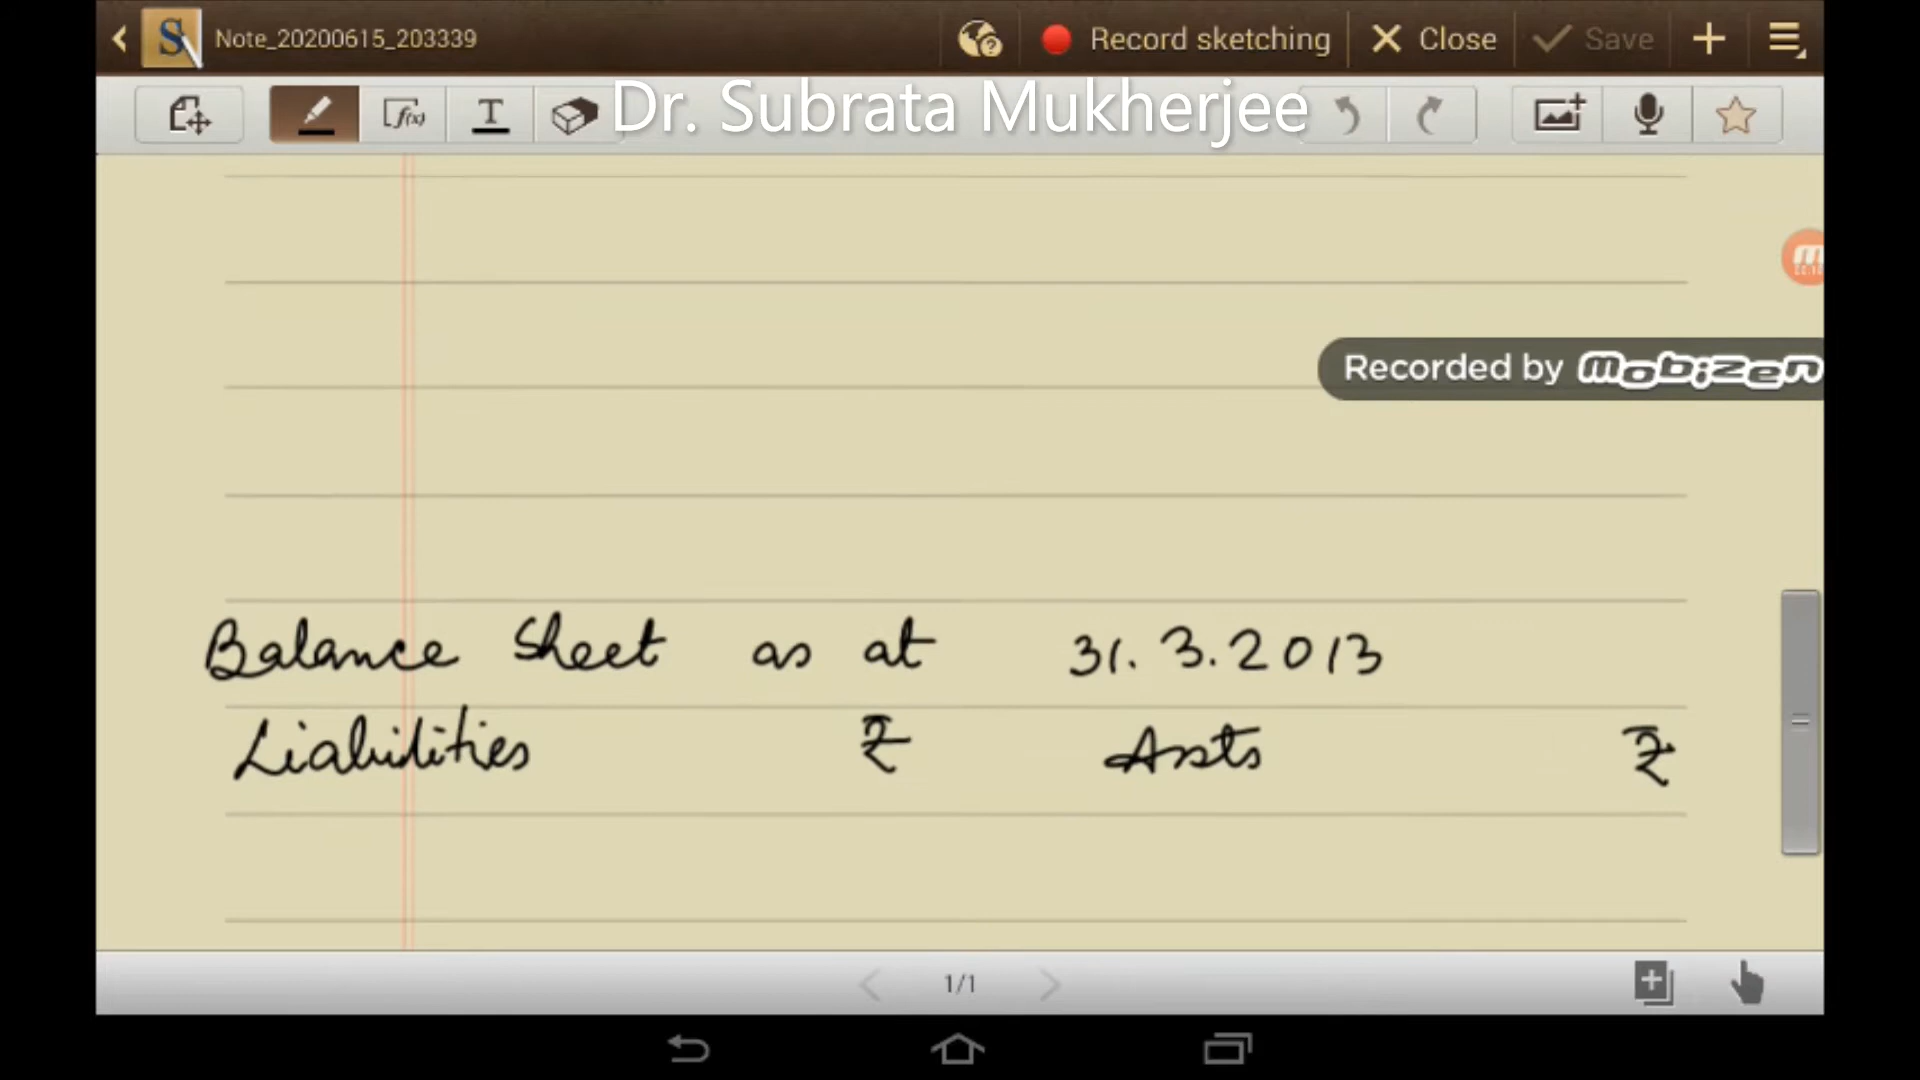 Note_20200615_203339
Record sketching
Close
Save
Dr. Subrata Mukherjee
Recorded by mobizen
Balance Sheet as at 31.3.2013
Liabilities ₹ Assts ₹
1/1